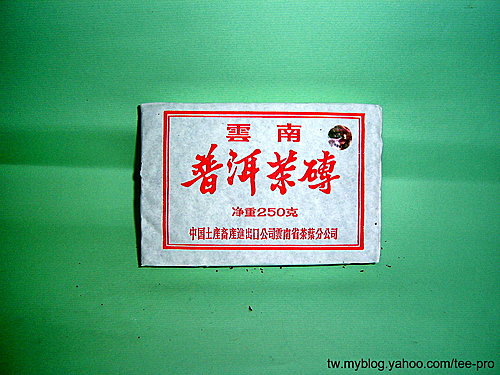 雲南
普洱茶磚
净重250克
中国土産畜産進出口公司雲南省茶葉分公司
tw.myblog.yahoo.com/tee-pro